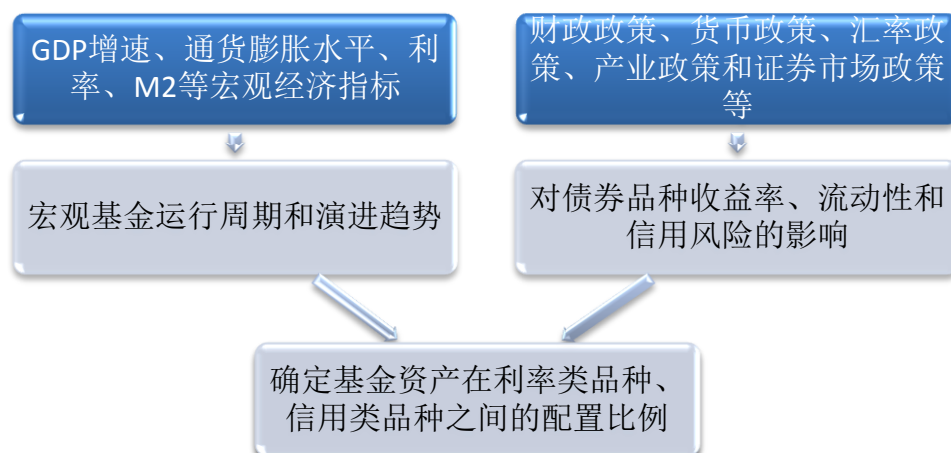 GDP增速、通货膨胀水平、利
率、M2等宏观经济指标
财政政策、货币政策、汇率政
策、产业政策和证券市场政策
等
宏观基金运行周期和演进趋势
对债券品种收益率、流动性和
信用风险的影响
确定基金资产在利率类品种、
信用类品种之间的配置比例